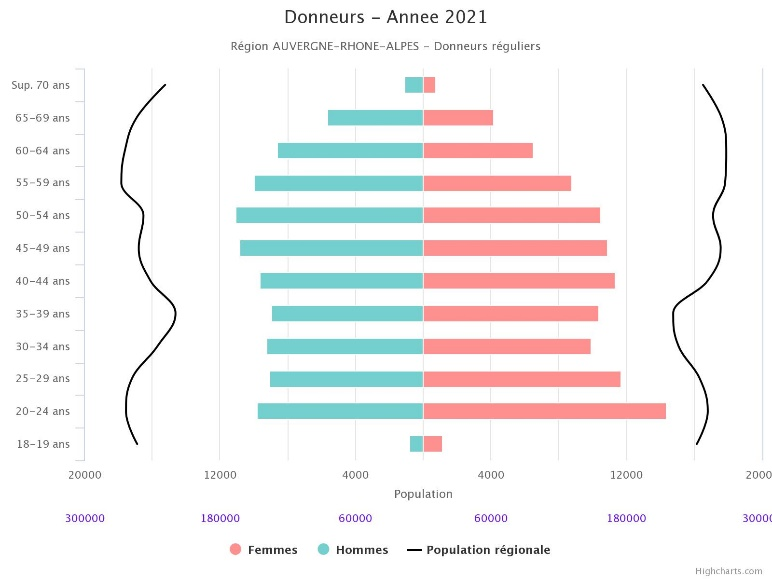 Donneurs - Annee 2021
Région AUVERGNE-RHONE-ALPES - Donneurs réguliers
Sup. 70 ans
65-69 ans
60-64 ans
55-59 ans
50-54 ans
45-49 ans
40-44 ans
35-39 ans
30-34 ans
25-29 ans
20-24 ans
18-19 ans
20000 12000 4000 4000 12000 2000
Population
300000 180000 60000 60000 180000 3000
Femmes Hommes Population régionale
Highcharts.com